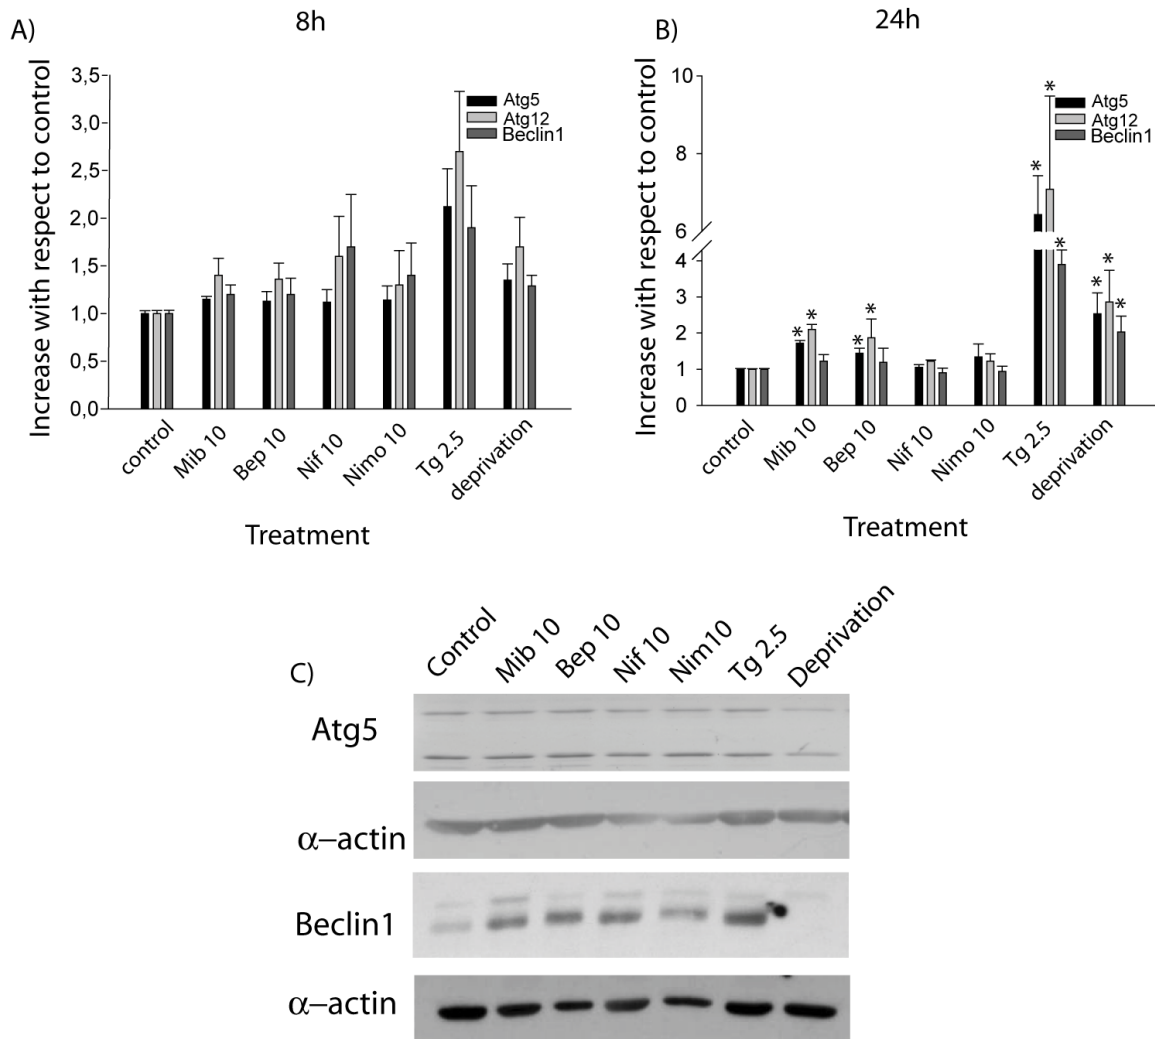 A)
8h
Increase with respect to control
3,5
3,0
2,5
2,0
1,5
1,0
0,5
0,0
Atg5
Atg12
Beclin1
control
Mib 10
Bep 10
Nif 10
Nimo 10
Tg 2.5
deprivation
Treatment
B)
24h
Increase with respect to control
10
8
6
4
3
2
1
0
Atg5
Atg12
Beclin1
* * * * * * * * * *
control
Mib 10
Bep 10
Nif 10
Nimo 10
Tg 2.5
deprivation
Treatment
C)
Control
Mib 10
Bep 10
Nif 10
Nim10
Tg 2.5
Deprivation
Atg5
α–actin
Beclin1
α–actin